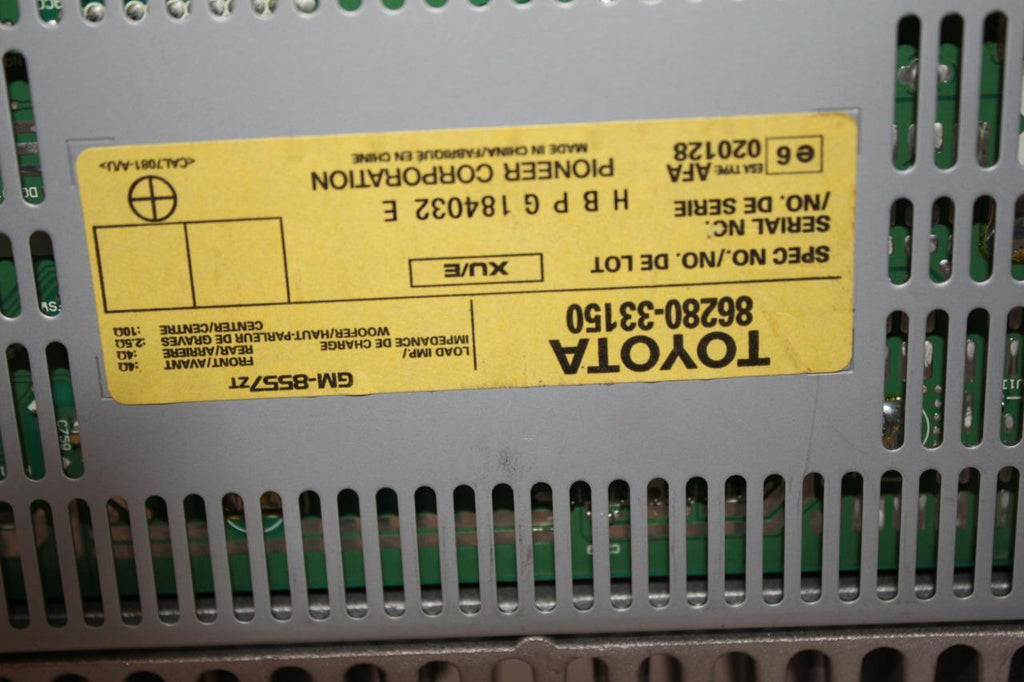 TOYOTA
86280-33150
GM-8557ZT
LOAD IMP./
IMPEDANCE DE CHARGE
FRONT/AVANT :4Ω
REAR/ARRIERE :4Ω
WOOFER/HAUT-PARLEUR DE GRAVES :2.5Ω
CENTER/CENTRE :10Ω
SPEC NO./NO. DE LOT XU/E
SERIAL NO.
/NO. DE SERIE H B P G 184032 E
PIONEER CORPORATION
MADE IN CHINA/FABRIQUE EN CHINE
ESA TYPE: AFA
e6 020128
<CAL7081-A/U>
C759